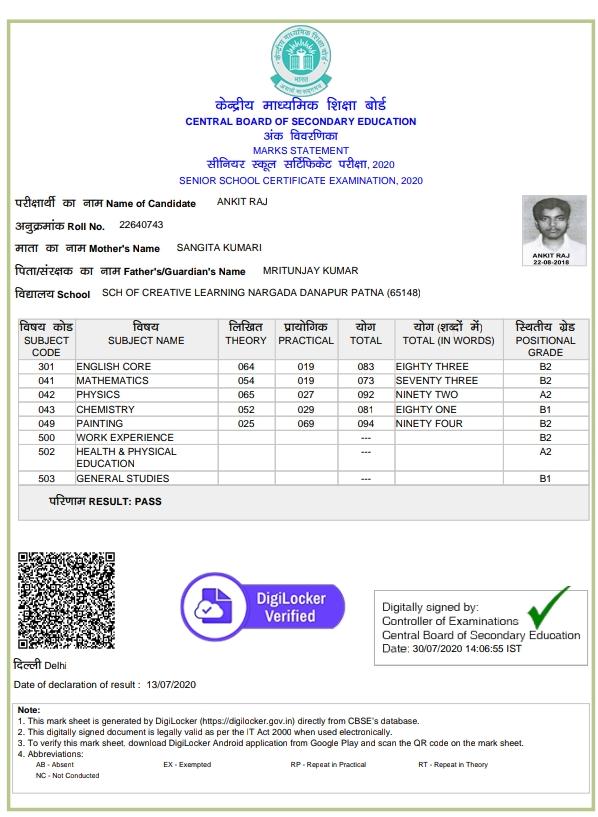 केन्द्रीय माध्यमिक शिक्षा बोर्ड
भारत
असतो मा सद्गमय
केन्द्रीय माध्यमिक शिक्षा बोर्ड
CENTRAL BOARD OF SECONDARY EDUCATION
अंक विवरणिका
MARKS STATEMENT
सीनियर स्कूल सर्टिफिकेट परीक्षा, 2020
SENIOR SCHOOL CERTIFICATE EXAMINATION, 2020
परीक्षार्थी का नाम Name of Candidate ANKIT RAJ
अनुक्रमांक Roll No. 22640743
माता का नाम Mother's Name SANGITA KUMARI
पिता/संरक्षक का नाम Father's/Guardian's Name MRITUNJAY KUMAR
विद्यालय School SCH OF CREATIVE LEARNING NARGADA DANAPUR PATNA (65148)
ANKIT RAJ
22-08-2018
विषय कोड विषय लिखित प्रायोगिक योग योग (शब्दों में) स्थितीय ग्रेड
SUBJECT SUBJECT NAME THEORY PRACTICAL TOTAL TOTAL (IN WORDS) POSITIONAL
CODE GRADE
301 ENGLISH CORE 064 019 083 EIGHTY THREE B2
041 MATHEMATICS 054 019 073 SEVENTY THREE B2
042 PHYSICS 065 027 092 NINETY TWO A2
043 CHEMISTRY 052 029 081 EIGHTY ONE B1
049 PAINTING 025 069 094 NINETY FOUR B2
500 WORK EXPERIENCE --- B2
502 HEALTH & PHYSICAL --- A2
EDUCATION
503 GENERAL STUDIES --- B1
परिणाम RESULT: PASS
DigiLocker
Verified
Digitally signed by:
Controller of Examinations
Central Board of Secondary Education
Date: 30/07/2020 14:06:55 IST
दिल्ली Delhi
Date of declaration of result : 13/07/2020
Note:
1. This mark sheet is generated by DigiLocker (https://digilocker.gov.in) directly from CBSE's database.
2. This digitally signed document is legally valid as per the IT Act 2000 when used electronically.
3. To verify this mark sheet, download DigiLocker Android application from Google Play and scan the QR code on the mark sheet.
4. Abbreviations:
AB - Absent EX - Exempted RP - Repeat in Practical RT - Repeat in Theory
NC - Not Conducted